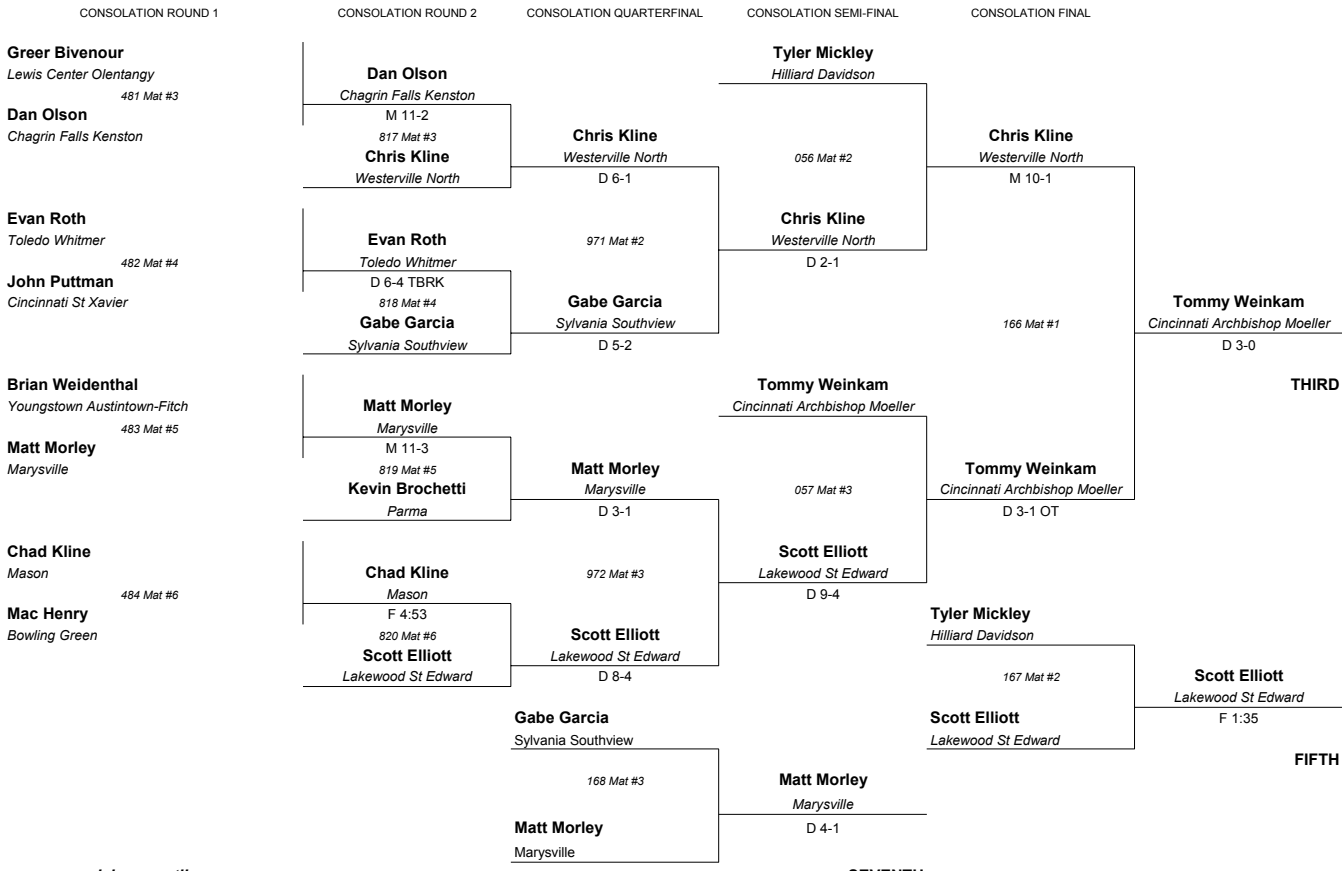 CONSOLATION ROUND 1
CONSOLATION ROUND 2
CONSOLATION QUARTERFINAL
CONSOLATION SEMI-FINAL
CONSOLATION FINAL
Greer Bivenour
Lewis Center Olentangy
481 Mat #3
Dan Olson
Chagrin Falls Kenston
Evan Roth
Toledo Whitmer
482 Mat #4
John Puttman
Cincinnati St Xavier
Brian Weidenthal
Youngstown Austintown-Fitch
483 Mat #5
Matt Morley
Marysville
Chad Kline
Mason
484 Mat #6
Mac Henry
Bowling Green
Dan Olson
Chagrin Falls Kenston
M 11-2
817 Mat #3
Chris Kline
Westerville North
Evan Roth
Toledo Whitmer
D 6-4 TBRK
818 Mat #4
Gabe Garcia
Sylvania Southview
Matt Morley
Marysville
M 11-3
819 Mat #5
Kevin Brochetti
Parma
Chad Kline
Mason
F 4:53
820 Mat #6
Scott Elliott
Lakewood St Edward
Chris Kline
Westerville North
D 6-1
971 Mat #2
Gabe Garcia
Sylvania Southview
D 5-2
Matt Morley
Marysville
D 3-1
972 Mat #3
Scott Elliott
Lakewood St Edward
D 8-4
Gabe Garcia
Sylvania Southview
168 Mat #3
Matt Morley
Marysville
Tyler Mickley
Hilliard Davidson
056 Mat #2
Chris Kline
Westerville North
D 2-1
Tommy Weinkam
Cincinnati Archbishop Moeller
057 Mat #3
Scott Elliott
Lakewood St Edward
D 9-4
Matt Morley
Marysville
D 4-1
SEVENTH
Chris Kline
Westerville North
M 10-1
166 Mat #1
Tommy Weinkam
Cincinnati Archbishop Moeller
D 3-1 OT
Tyler Mickley
Hilliard Davidson
167 Mat #2
Scott Elliott
Lakewood St Edward
Tommy Weinkam
Cincinnati Archbishop Moeller
D 3-0
THIRD
Scott Elliott
Lakewood St Edward
F 1:35
FIFTH